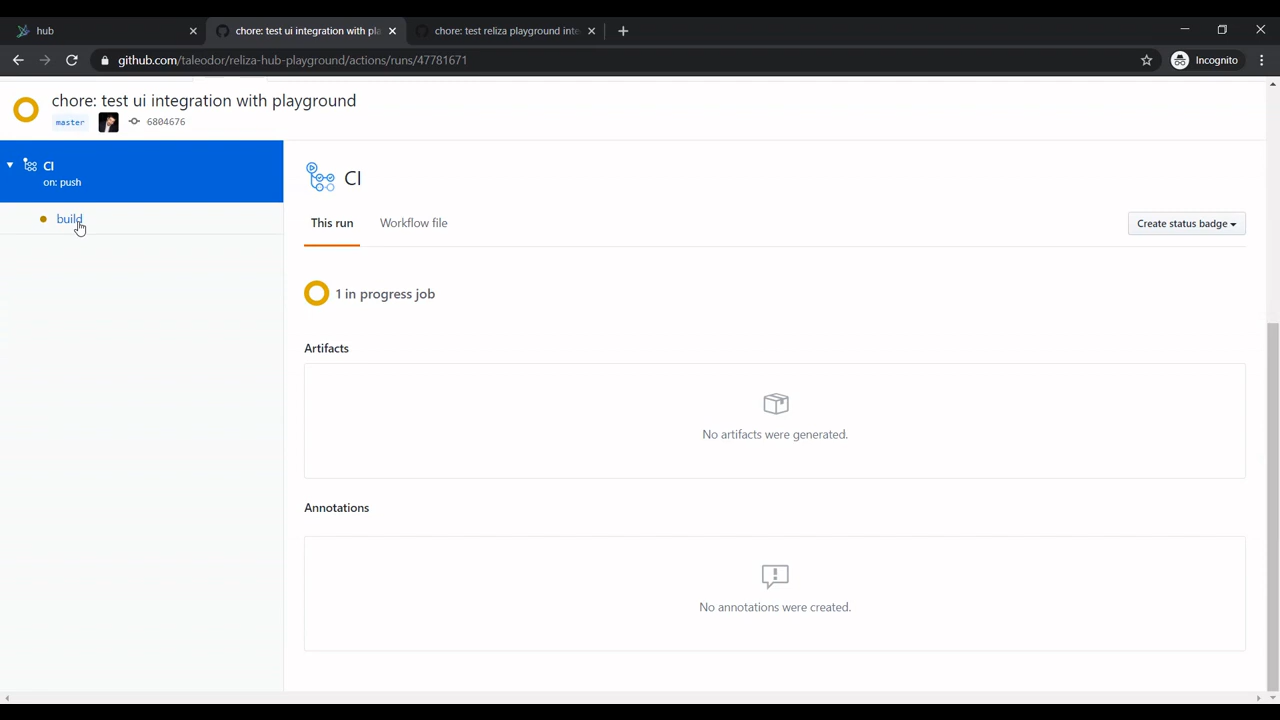 hub
chore: test ui integration with pla
chore: test reliza playground inte
github.com/taleodor/reliza-hub-playground/actions/runs/47781671
Incognito
chore: test ui integration with playground
master
6804676
CI
on: push
build
CI
This run
Workflow file
Create status badge
1 in progress job
Artifacts
No artifacts were generated.
Annotations
No annotations were created.